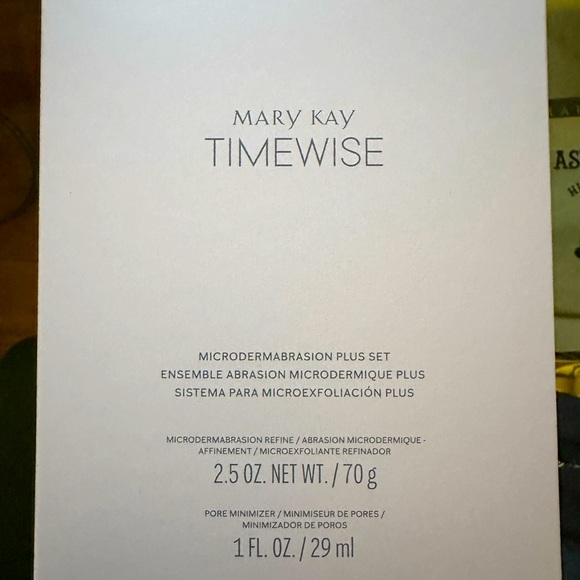 MARY KAY
TIMEWISE
MICRODERMABRASION PLUS SET
ENSEMBLE ABRASION MICRODERMIQUE PLUS
SISTEMA PARA MICROEXFOLIACIÓN PLUS
MICRODERMABRASION REFINE / ABRASION MICRODERMIQUE -
AFFINEMENT / MICROEXFOLIANTE REFINADOR
2.5 OZ. NET WT. / 70 g
PORE MINIMIZER / MINIMISEUR DE PORES /
MINIMIZADOR DE POROS
1 FL. OZ. / 29 ml
AS